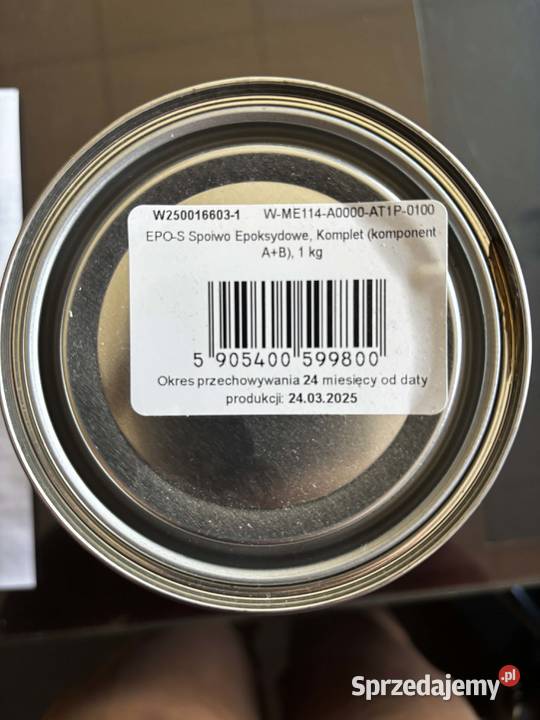 W250016603-1 W-ME114-A0000-AT1P-0100
EPO-S Spoiwo Epoksydowe, Komplet (komponent
A+B), 1 kg
5 905400 599800
Okres przechowywania 24 miesięcy od daty
produkcji: 24.03.2025
Sprzedajemy.pl